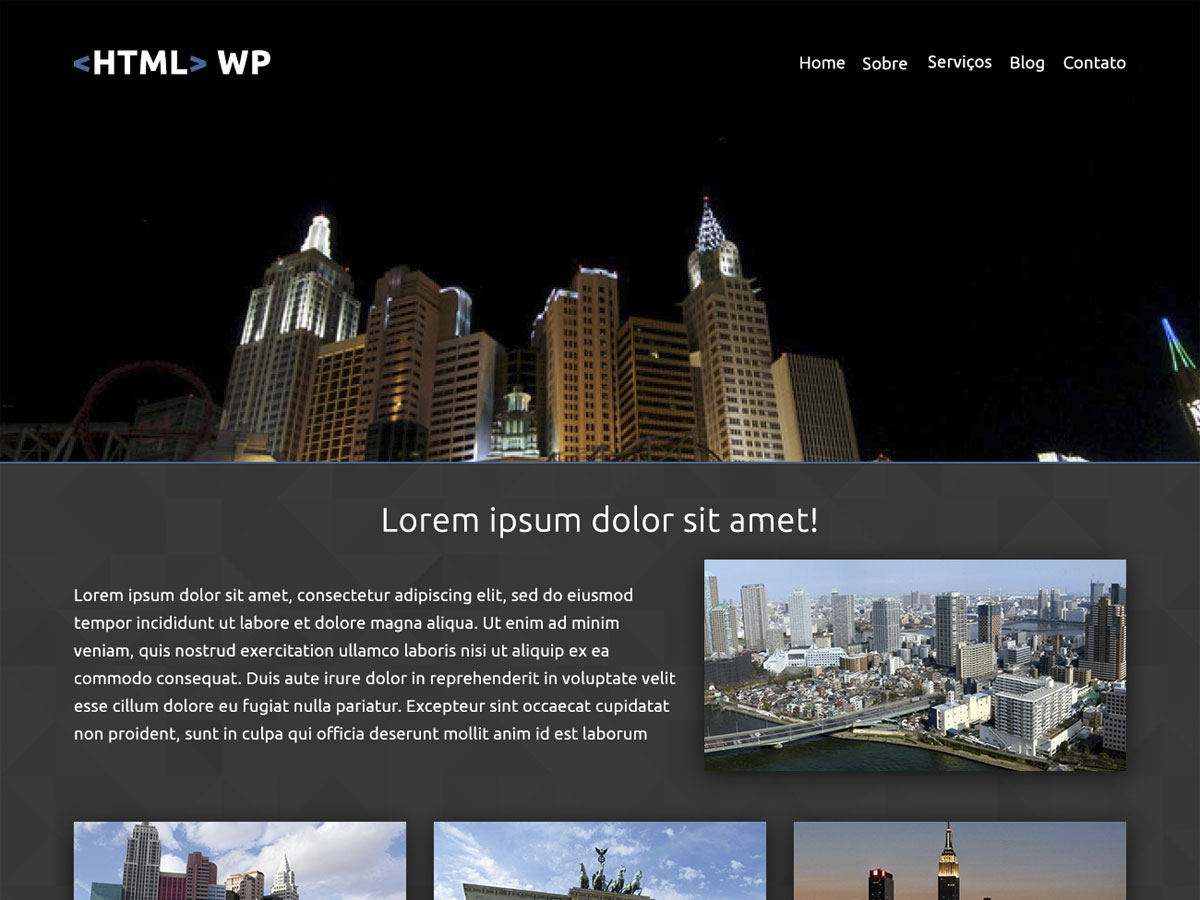 <HTML> WP
Home Sobre Serviços Blog Contato
Lorem ipsum dolor sit amet!
Lorem ipsum dolor sit amet, consectetur adipiscing elit, sed do eiusmod
tempor incididunt ut labore et dolore magna aliqua. Ut enim ad minim
veniam, quis nostrud exercitation ullamco laboris nisi ut aliquip ex ea
commodo consequat. Duis aute irure dolor in reprehenderit in voluptate velit
esse cillum dolore eu fugiat nulla pariatur. Excepteur sint occaecat cupidatat
non proident, sunt in culpa qui officia deserunt mollit anim id est laborum